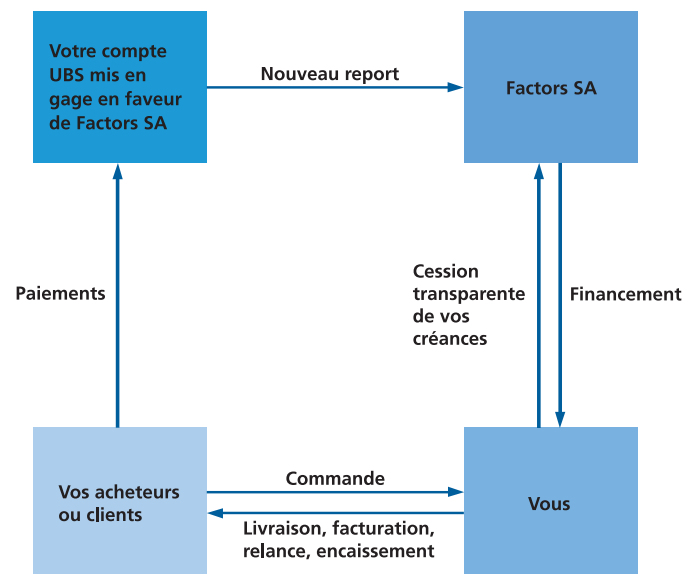 Votre compte
UBS mis en
gage en faveur
de Factors SA
Nouveau report
Factors SA
Paiements
Cession
transparente
de vos
créances
Financement
Vos acheteurs
ou clients
Commande
Livraison, facturation,
relance, encaissement
Vous